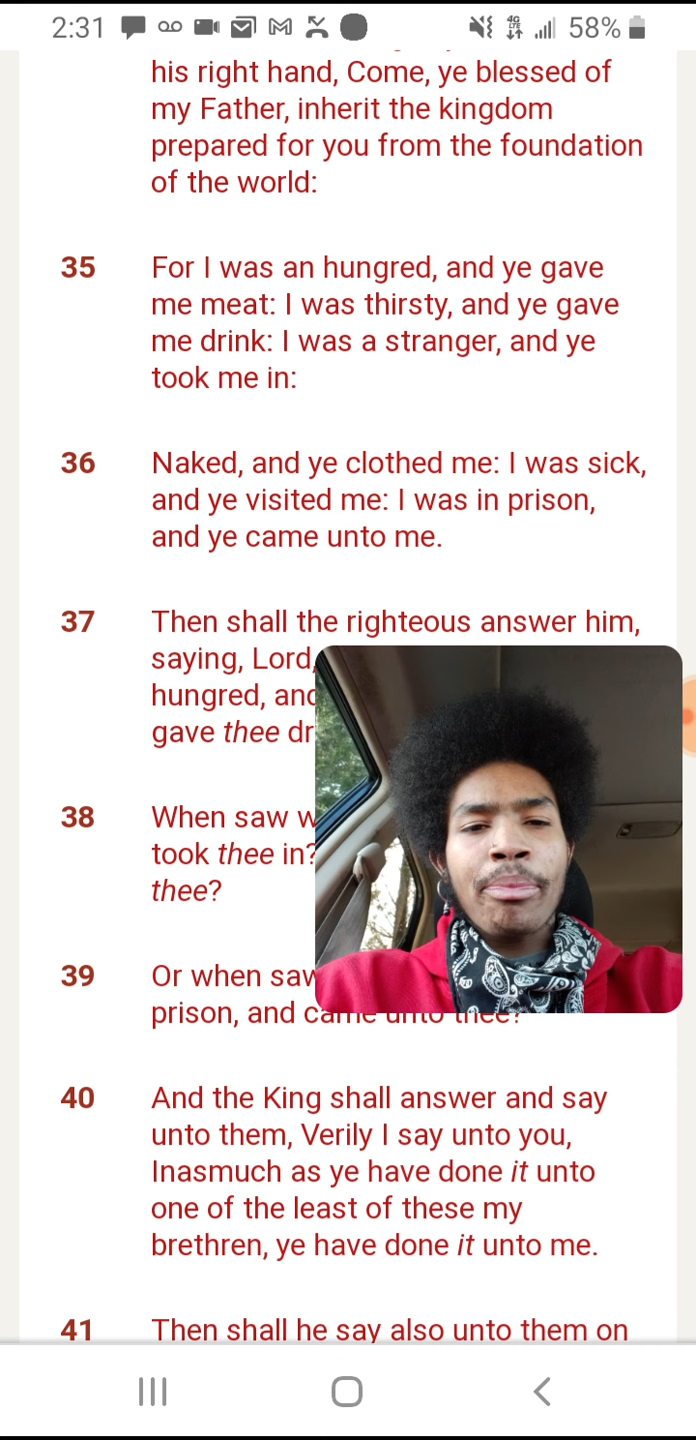 2:31 4G LTE 58%
his right hand, Come, ye blessed of
my Father, inherit the kingdom
prepared for you from the foundation
of the world:
35 For I was an hungred, and ye gave
me meat: I was thirsty, and ye gave
me drink: I was a stranger, and ye
took me in:
36 Naked, and ye clothed me: I was sick,
and ye visited me: I was in prison,
and ye came unto me.
37 Then shall the righteous answer him,
saying, Lord,
hungred, and
gave thee
38 When saw
took thee in?
thee?
39 Or when saw
prison, and came unto thee?
40 And the King shall answer and say
unto them, Verily I say unto you,
Inasmuch as ye have done it unto
one of the least of these my
brethren, ye have done it unto me.
41 Then shall he say also unto them on